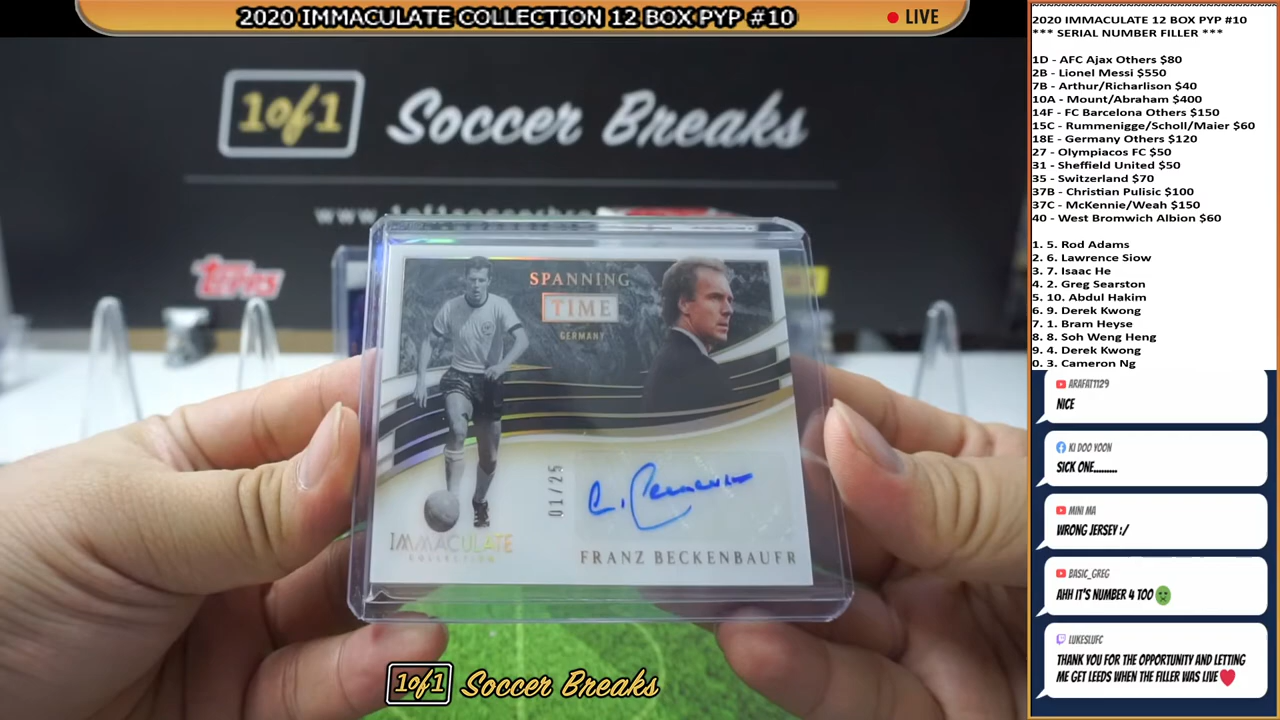 2020 IMMACULATE COLLECTION 12 BOX PYP #10
LIVE
1of1
Soccer Breaks
topps
SPANNING
TIME
GERMANY
01/25
IMMACULATE
COLLECTION
FRANZ BECKENBAUER
1of1 Soccer Breaks
2020 IMMACULATE 12 BOX PYP #10
*** SERIAL NUMBER FILLER ***
1D - AFC Ajax Others $80
2B - Lionel Messi $550
7B - Arthur/Richarlison $40
10A - Mount/Abraham $400
14F - FC Barcelona Others $150
15C - Rummenigge/Scholl/Maier $60
18E - Germany Others $120
27 - Olympiacos FC $50
31 - Sheffield United $50
35 - Switzerland $70
37B - Christian Pulisic $100
37C - McKennie/Weah $150
40 - West Bromwich Albion $60
1. 5. Rod Adams
2. 6. Lawrence Siow
3. 7. Isaac He
4. 2. Greg Searston
5. 10. Abdul Hakim
6. 9. Derek Kwong
7. 1. Bram Heyse
8. 8. Soh Weng Heng
9. 4. Derek Kwong
0. 3. Cameron Ng
ARAFAT1129
NICE
KI DOO YOON
SICK ONE.........
MINI MA
WRONG JERSEY :/
BASIC_GREG
AHH IT'S NUMBER 4 TOO
LUKESLUFC
THANK YOU FOR THE OPPORTUNITY AND LETTING
ME GET LEEDS WHEN THE FILLER WAS LIVE